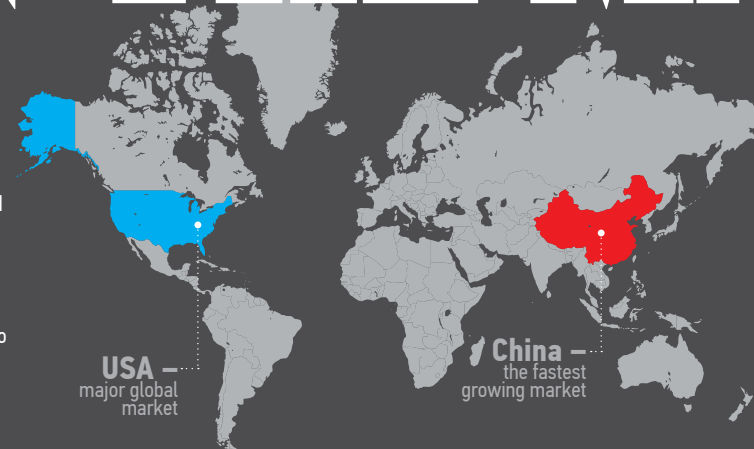 USA –
major global
market
China –
the fastest
growing market